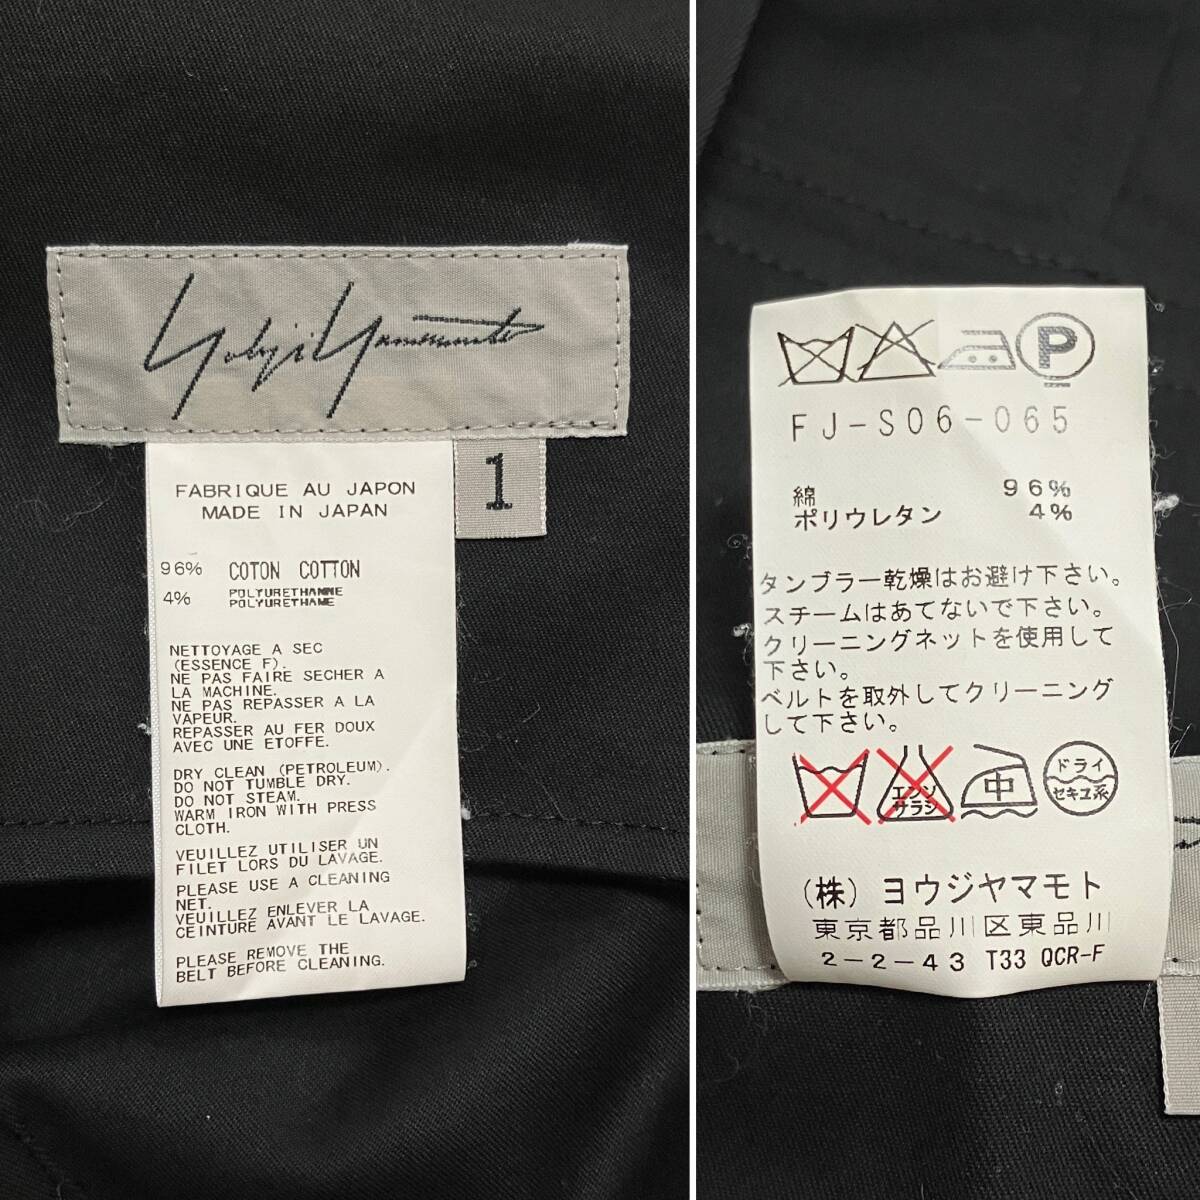 Yohji Yamamoto
1
FABRIQUE AU JAPON
MADE IN JAPAN
96% COTON COTTON
4% POLYURETHANNE
POLYURETHAME
NETTOYAGE A SEC
(ESSENCE F).
NE PAS FAIRE SECHER A
LA MACHINE.
NE PAS REPASSER A LA
VAPEUR.
REPASSER AU FER DOUX
AVEC UNE ETOFFE.
DRY CLEAN (PETROLEUM).
DO NOT TUMBLE DRY.
DO NOT STEAM.
WARM IRON WITH PRESS
CLOTH.
VEUILLEZ UTILISER UN
FILET LORS DU LAVAGE.
PLEASE USE A CLEANING
NET.
VEUILLEZ ENLEVER LA
CEINTURE AVANT LE LAVAGE.
PLEASE REMOVE THE
BELT BEFORE CLEANING.
P
FJ-S06-065
綿 96%
ポリウレタン 4%
タンブラー乾燥はお避け下さい。
スチームはあてないで下さい。
クリーニングネットを使用して
下さい。
ベルトを取外してクリーニング
して下さい。
エンソ
サラシ
中
ドライ
セキユ系
(株) ヨウジヤマモト
東京都品川区東品川
2-2-43 T33 QCR-F